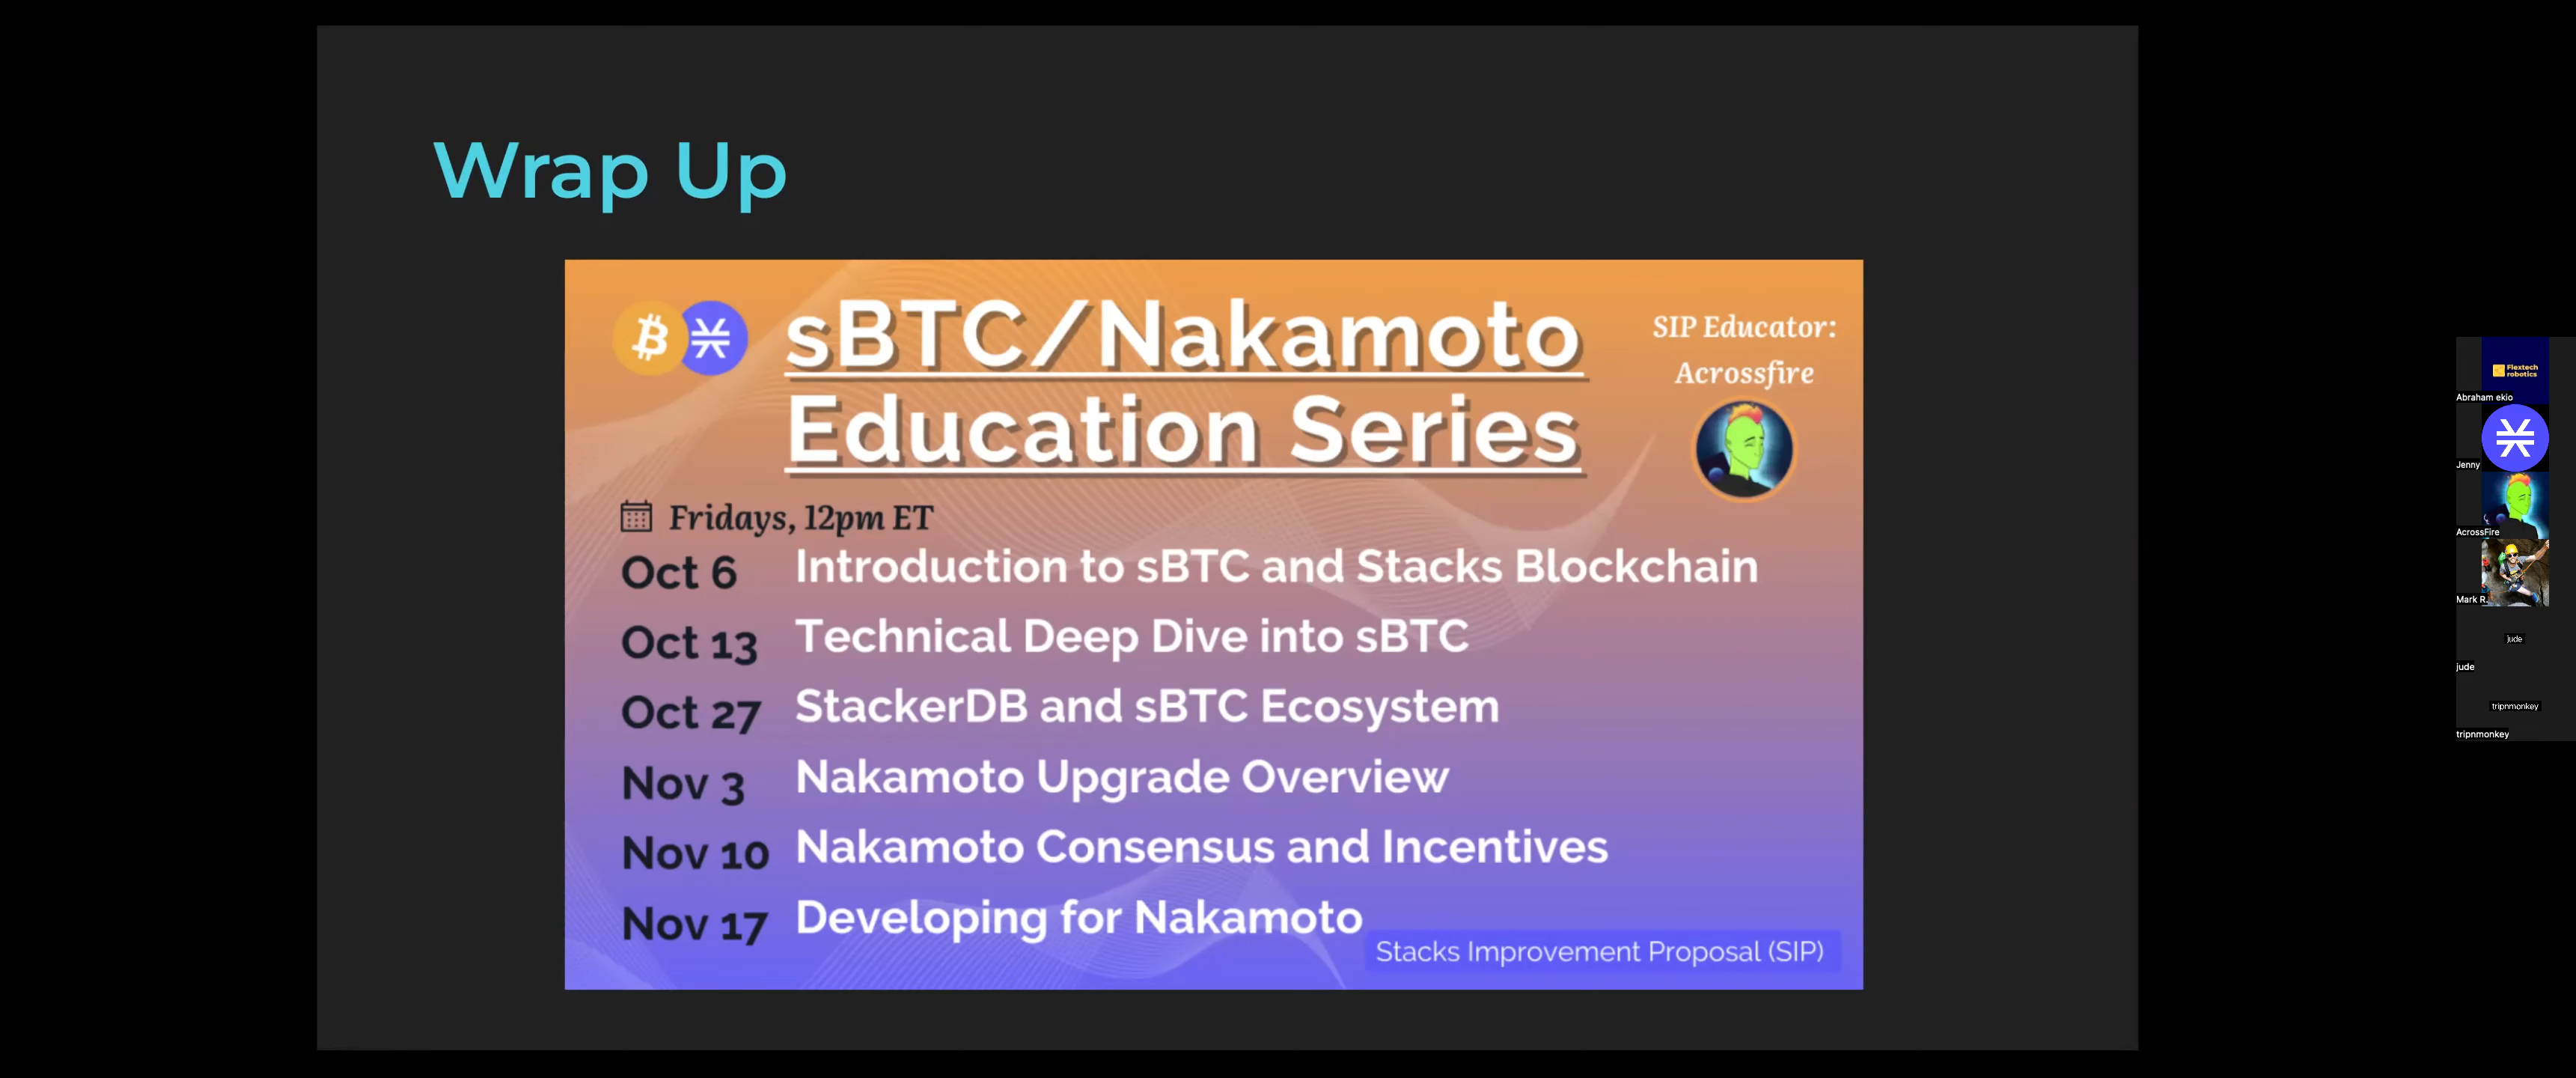 Wrap Up
sBTC/Nakamoto
Education Series
SIP Educator:
Acrossfire
Fridays, 12pm ET
Oct 6 Introduction to sBTC and Stacks Blockchain
Oct 13 Technical Deep Dive into sBTC
Oct 27 StackerDB and sBTC Ecosystem
Nov 3 Nakamoto Upgrade Overview
Nov 10 Nakamoto Consensus and Incentives
Nov 17 Developing for Nakamoto
Stacks Improvement Proposal (SIP)
Flextech
robotics
Abraham ekio
Jenny
AcrossFire
Mark R.
jude
jude
tripnmonkey
tripnmonkey